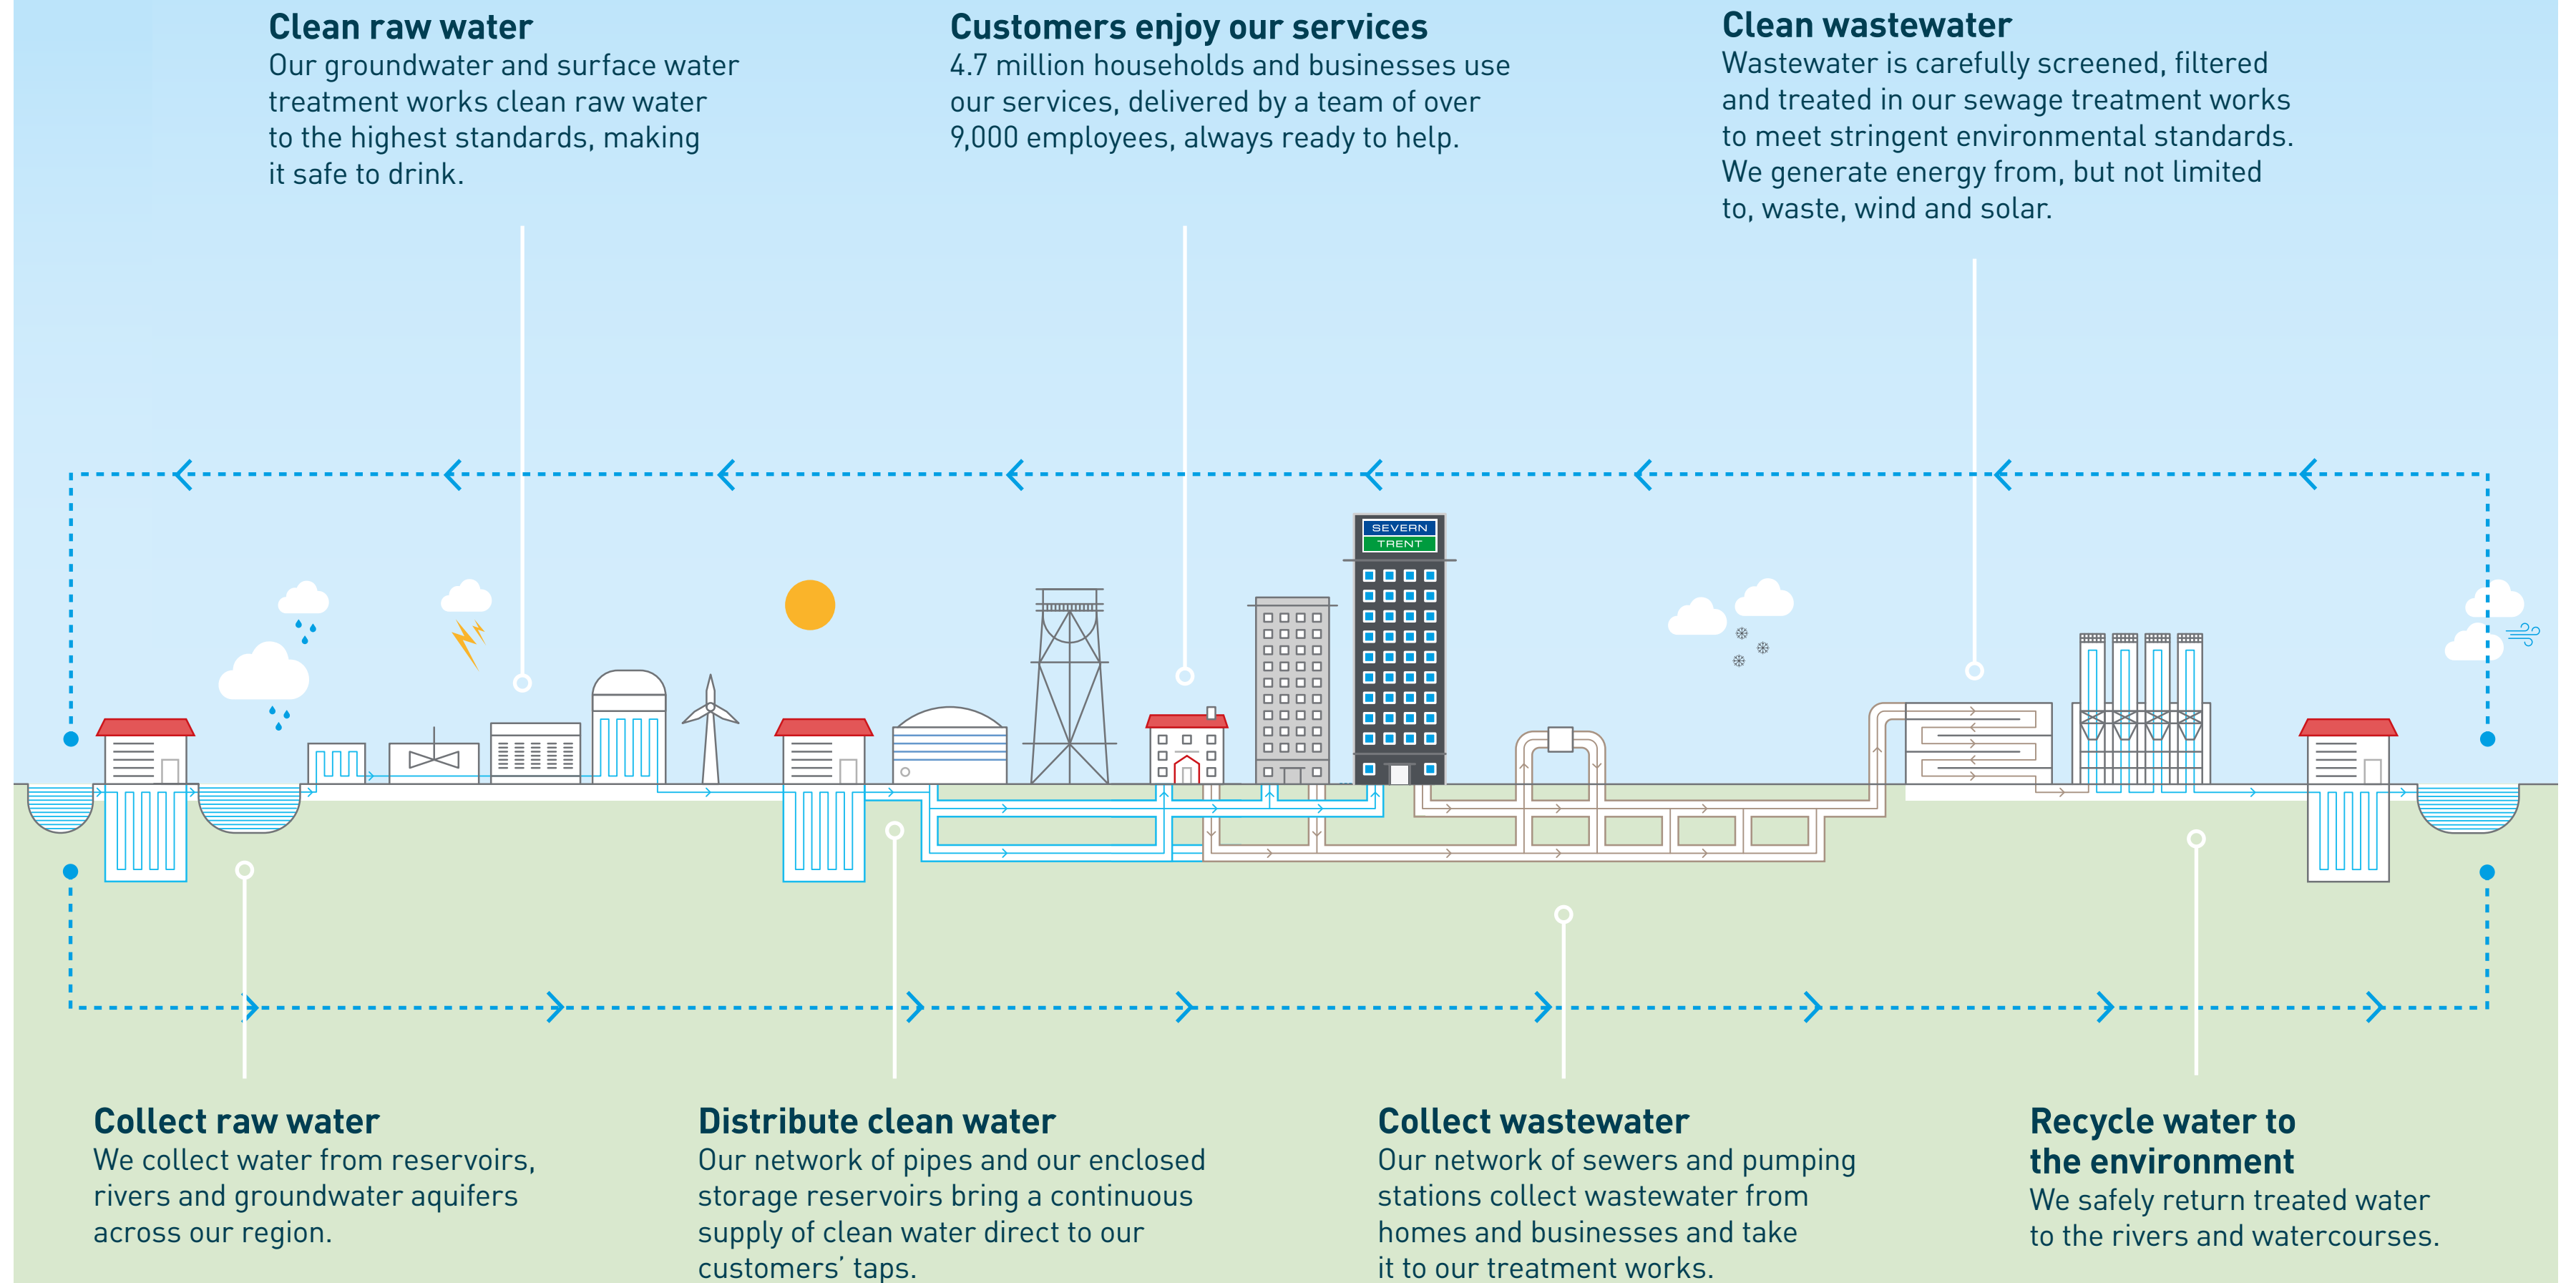 Clean raw water
Our groundwater and surface water
treatment works clean raw water
to the highest standards, making
it safe to drink.
Customers enjoy our services
4.7 million households and businesses use
our services, delivered by a team of over
9,000 employees, always ready to help.
Clean wastewater
Wastewater is carefully screened, filtered
and treated in our sewage treatment works
to meet stringent environmental standards.
We generate energy from, but not limited
to, waste, wind and solar.
SEVERN
TRENT
Collect raw water
We collect water from reservoirs,
rivers and groundwater aquifers
across our region.
Distribute clean water
Our network of pipes and our enclosed
storage reservoirs bring a continuous
supply of clean water direct to our
customers’ taps.
Collect wastewater
Our network of sewers and pumping
stations collect wastewater from
homes and businesses and take
it to our treatment works.
Recycle water to
the environment
We safely return treated water
to the rivers and watercourses.